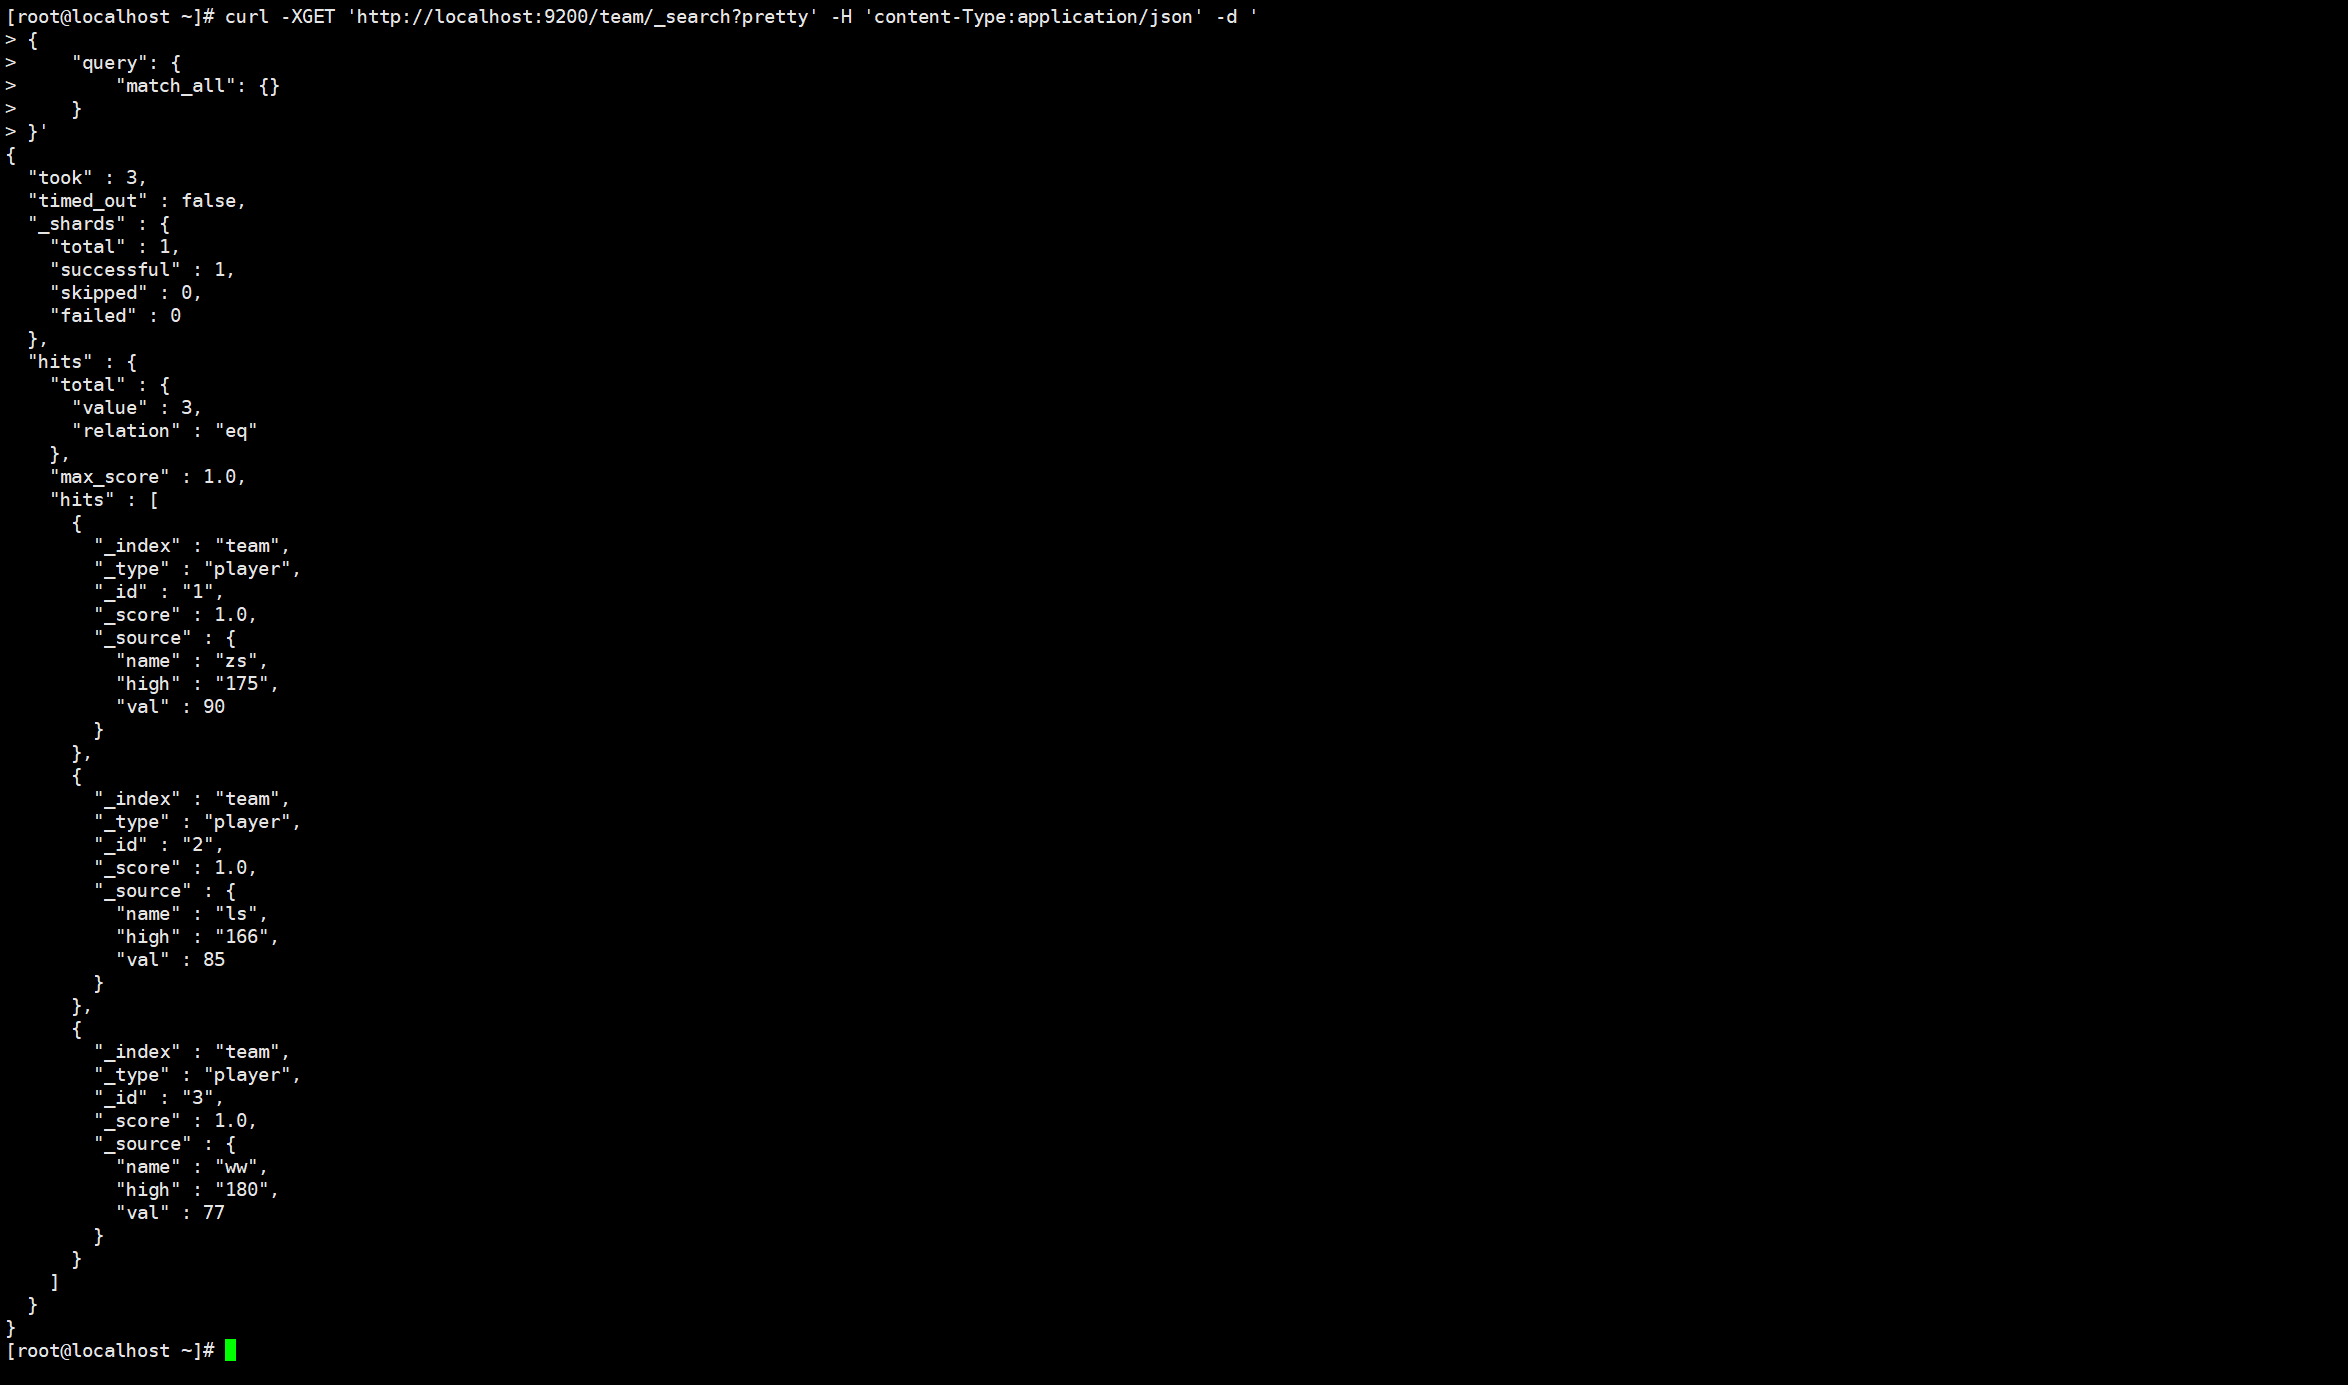 [root@localhost ~]# curl -XGET 'http://localhost:9200/team/_search?pretty' -H 'content-Type:application/json' -d '
> {
>     "query": {
>         "match_all": {}
>     }
> }'
{
  "took" : 3,
  "timed_out" : false,
  "_shards" : {
    "total" : 1,
    "successful" : 1,
    "skipped" : 0,
    "failed" : 0
  },
  "hits" : {
    "total" : {
      "value" : 3,
      "relation" : "eq"
    },
    "max_score" : 1.0,
    "hits" : [
      {
        "_index" : "team",
        "_type" : "player",
        "_id" : "1",
        "_score" : 1.0,
        "_source" : {
          "name" : "zs",
          "high" : "175",
          "val" : 90
        }
      },
      {
        "_index" : "team",
        "_type" : "player",
        "_id" : "2",
        "_score" : 1.0,
        "_source" : {
          "name" : "ls",
          "high" : "166",
          "val" : 85
        }
      },
      {
        "_index" : "team",
        "_type" : "player",
        "_id" : "3",
        "_score" : 1.0,
        "_source" : {
          "name" : "ww",
          "high" : "180",
          "val" : 77
        }
      }
    ]
  }
}
[root@localhost ~]#